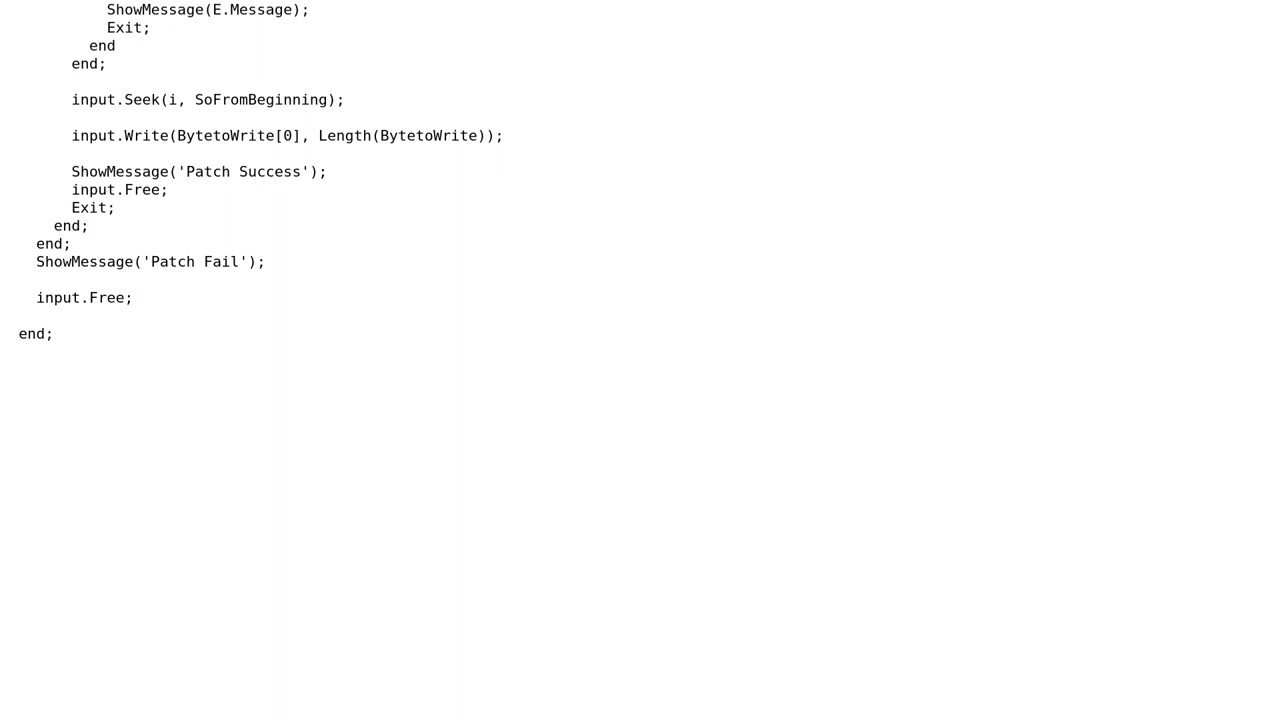 ShowMessage(E.Message);
Exit;
end
end;
input.Seek(i, SoFromBeginning);
input.Write(BytetoWrite[0], Length(BytetoWrite));
ShowMessage('Patch Success');
input.Free;
Exit;
end;
end;
ShowMessage('Patch Fail');
input.Free;
end;